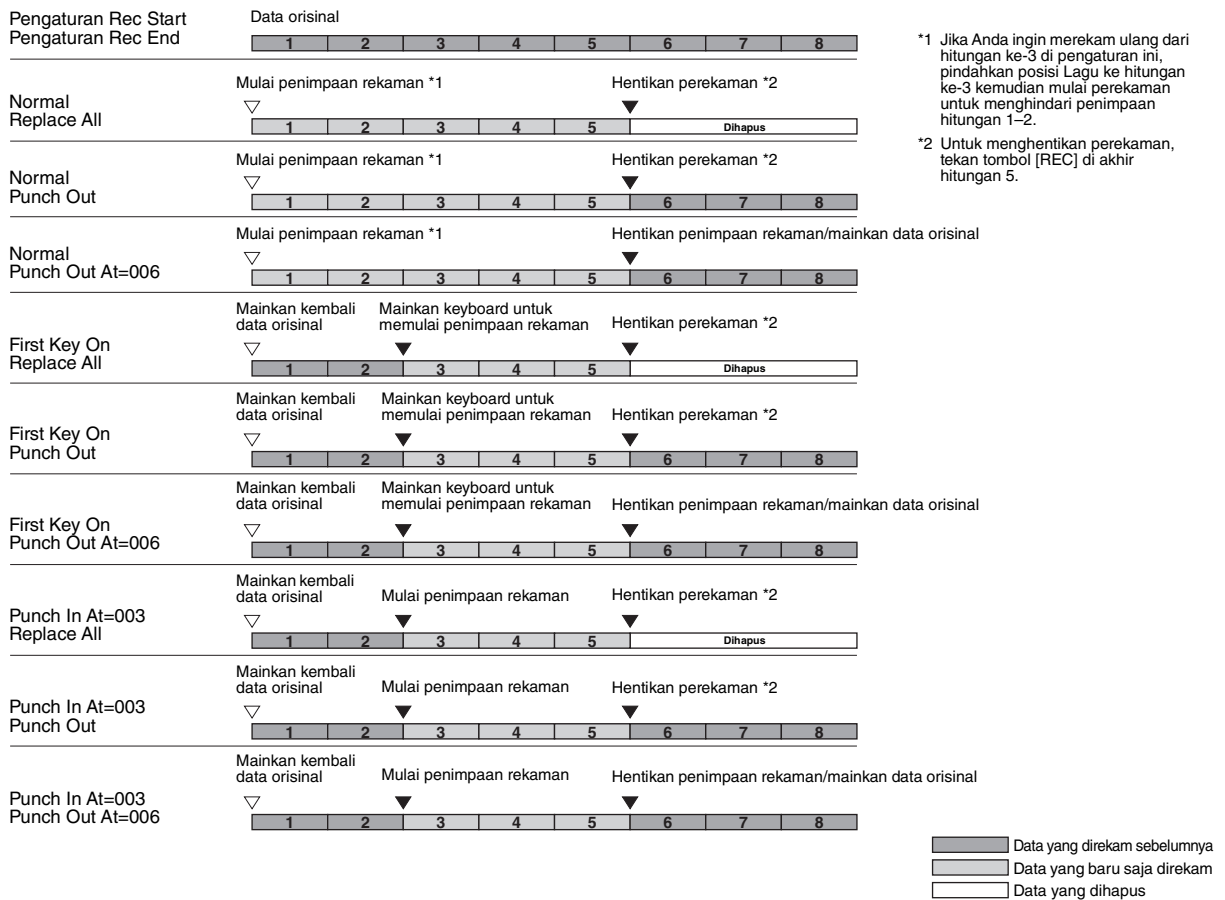 Pengaturan Rec Start
Pengaturan Rec End
Data orisinal
1 2 3 4 5 6 7 8
Normal
Replace All
Mulai penimpaan rekaman *1
Hentikan perekaman *2
1 2 3 4 5 Dihapus
Normal
Punch Out
Mulai penimpaan rekaman *1
Hentikan perekaman *2
1 2 3 4 5 6 7 8
Normal
Punch Out At=006
Mulai penimpaan rekaman *1
Hentikan penimpaan rekaman/mainkan data orisinal
1 2 3 4 5 6 7 8
First Key On
Replace All
Mainkan kembali
data orisinal
Mainkan keyboard untuk
memulai penimpaan rekaman
Hentikan perekaman *2
1 2 3 4 5 Dihapus
First Key On
Punch Out
Mainkan kembali
data orisinal
Mainkan keyboard untuk
memulai penimpaan rekaman
Hentikan perekaman *2
1 2 3 4 5 6 7 8
First Key On
Punch Out At=006
Mainkan kembali
data orisinal
Mainkan keyboard untuk
memulai penimpaan rekaman
Hentikan penimpaan rekaman/mainkan data orisinal
1 2 3 4 5 6 7 8
Punch In At=003
Replace All
Mainkan kembali
data orisinal
Mulai penimpaan rekaman
Hentikan perekaman *2
1 2 3 4 5 Dihapus
Punch In At=003
Punch Out
Mainkan kembali
data orisinal
Mulai penimpaan rekaman
Hentikan perekaman *2
1 2 3 4 5 6 7 8
Punch In At=003
Punch Out At=006
Mainkan kembali
data orisinal
Mulai penimpaan rekaman
Hentikan penimpaan rekaman/mainkan data orisinal
1 2 3 4 5 6 7 8
*1 Jika Anda ingin merekam ulang dari
hitungan ke-3 di pengaturan ini,
pindahkan posisi Lagu ke hitungan
ke-3 kemudian mulai perekaman
untuk menghindari penimpaan
hitungan 1–2.
*2 Untuk menghentikan perekaman,
tekan tombol [REC] di akhir
hitungan 5.
Data yang direkam sebelumnya
Data yang baru saja direkam
Data yang dihapus